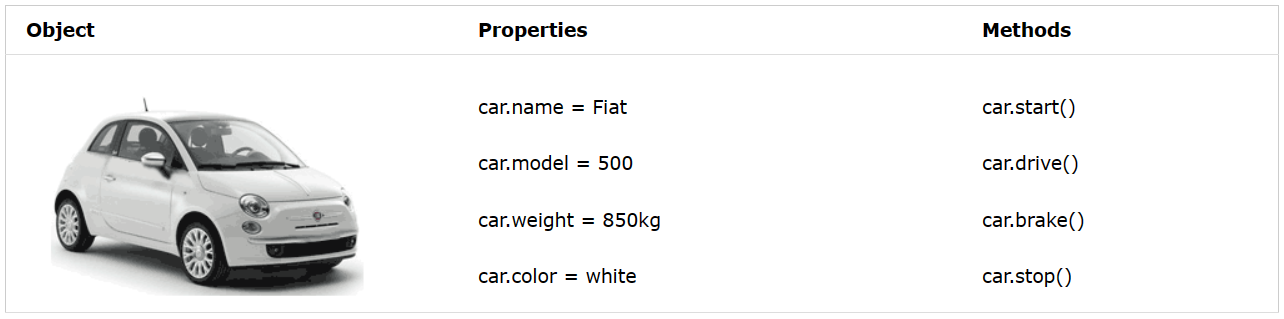 Object Properties Methods
car.name = Fiat car.start()
car.model = 500 car.drive()
car.weight = 850kg car.brake()
car.color = white car.stop()